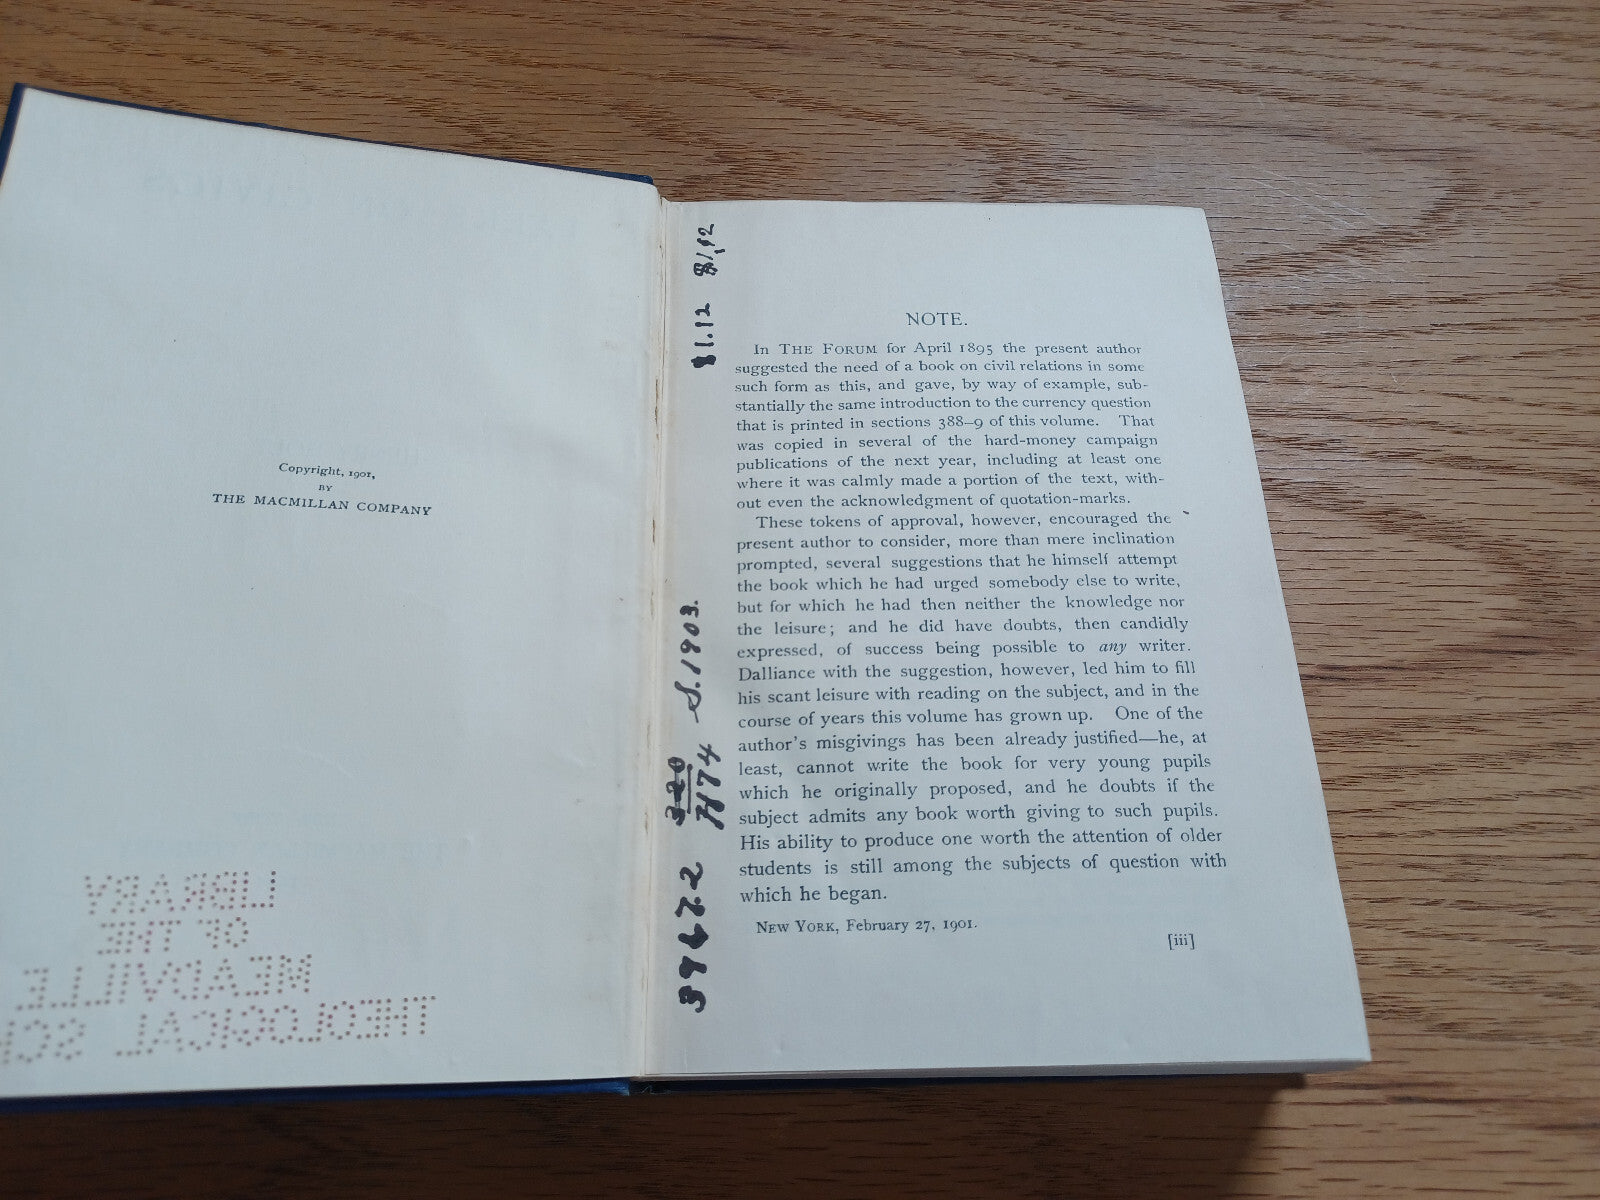 Copyright, 1901,
BY
THE MACMILLAN COMPANY
LIBRARY
OF THE
MEADVILLE
THEOLOGICAL
$1.12 $1.12
S. 1903.
320
H74
39672
NOTE.
In THE FORUM for April 1895 the present author
suggested the need of a book on civil relations in some
such form as this, and gave, by way of example, sub-
stantially the same introduction to the currency question
that is printed in sections 388–9 of this volume. That
was copied in several of the hard-money campaign
publications of the next year, including at least one
where it was calmly made a portion of the text, with-
out even the acknowledgment of quotation-marks.
These tokens of approval, however, encouraged the
present author to consider, more than mere inclination
prompted, several suggestions that he himself attempt
the book which he had urged somebody else to write,
but for which he had then neither the knowledge nor
the leisure; and he did have doubts, then candidly
expressed, of success being possible to any writer.
Dalliance with the suggestion, however, led him to fill
his scant leisure with reading on the subject, and in the
course of years this volume has grown up. One of the
author's misgivings has been already justified—he, at
least, cannot write the book for very young pupils
which he originally proposed, and he doubts if the
subject admits any book worth giving to such pupils.
His ability to produce one worth the attention of older
students is still among the subjects of question with
which he began.
NEW YORK, February 27, 1901.
[iii]